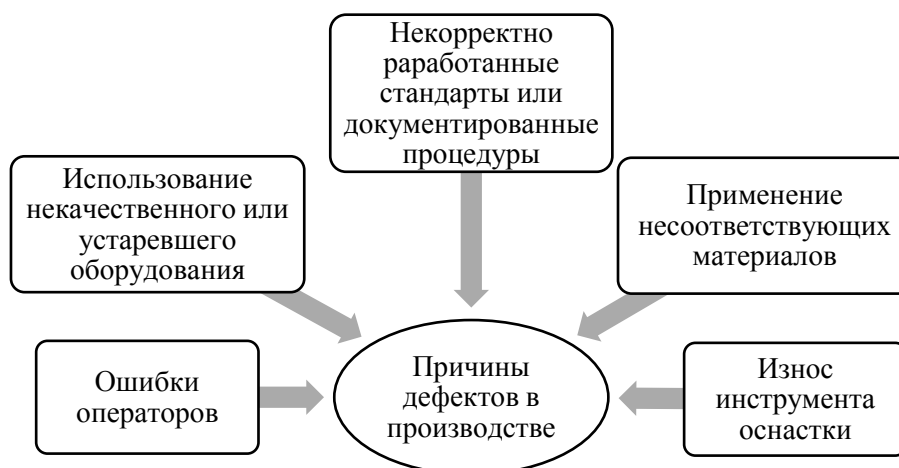 Некорректно
раработанные
стандарты или
документированные
процедуры
Использование
некачественного или
устаревшего
оборудования
Применение
несоответствующих
материалов
Ошибки
операторов
Причины
дефектов в
производстве
Износ
инструмента
оснастки